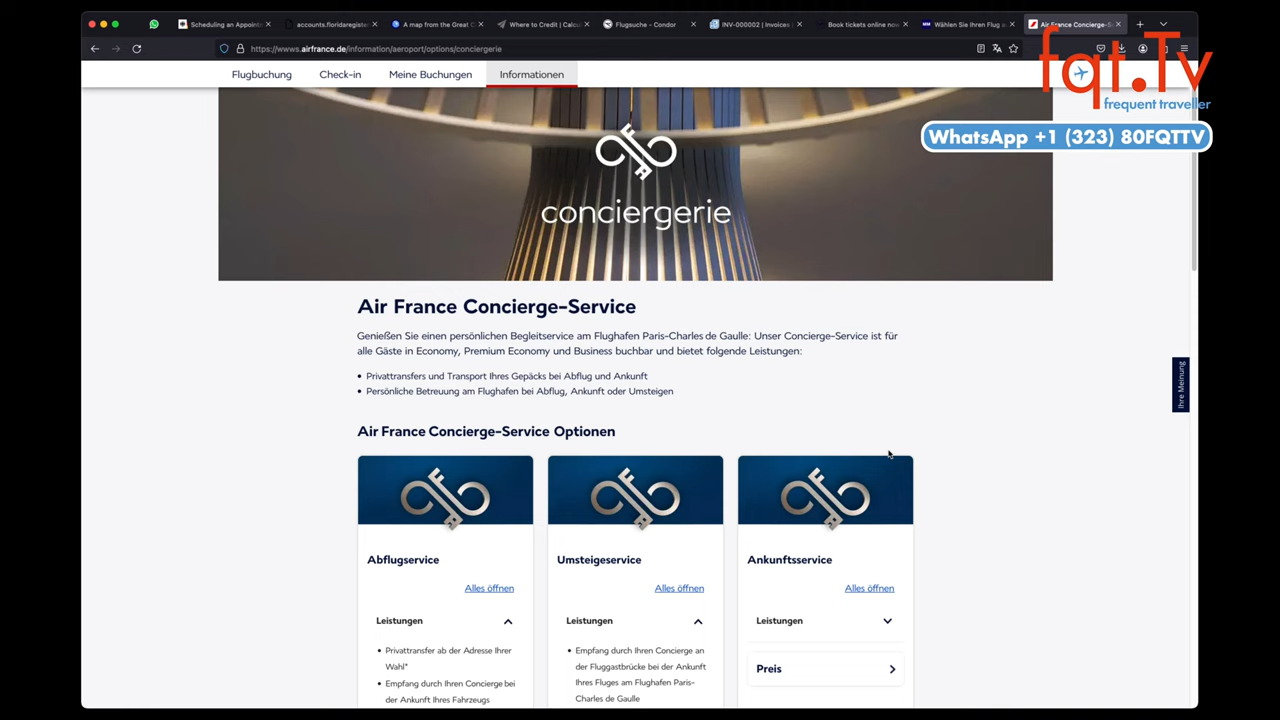 Scheduling an Appointm
accounts.floridaregister
A map from the Great C
Where to Credit | Calcu
Flugsuche - Condor
INV-000002 | Invoices |
Book tickets online now
Wählen Sie Ihren Flug a
Air France Concierge-S
https://wwws.airfrance.de/information/aeroport/options/conciergerie
fqt.Tv
frequent traveller
WhatsApp +1 (323) 80FQTTV
Flugbuchung
Check-in
Meine Buchungen
Informationen
conciergerie
Air France Concierge-Service
Genießen Sie einen persönlichen Begleitservice am Flughafen Paris-Charles de Gaulle: Unser Concierge-Service ist für
alle Gäste in Economy, Premium Economy und Business buchbar und bietet folgende Leistungen:
• Privattransfers und Transport Ihres Gepäcks bei Abflug und Ankunft
• Persönliche Betreuung am Flughafen bei Abflug, Ankunft oder Umsteigen
Ihre Meinung
Air France Concierge-Service Optionen
Abflugservice
Alles öffnen
Leistungen
• Privattransfer ab der Adresse Ihrer
Wahl*
• Empfang durch Ihren Concierge bei
der Ankunft Ihres Fahrzeugs
Umsteigeservice
Alles öffnen
Leistungen
• Empfang durch Ihren Concierge an
der Fluggastbrücke bei der Ankunft
Ihres Fluges am Flughafen Paris-
Charles de Gaulle
Ankunftsservice
Alles öffnen
Leistungen
Preis